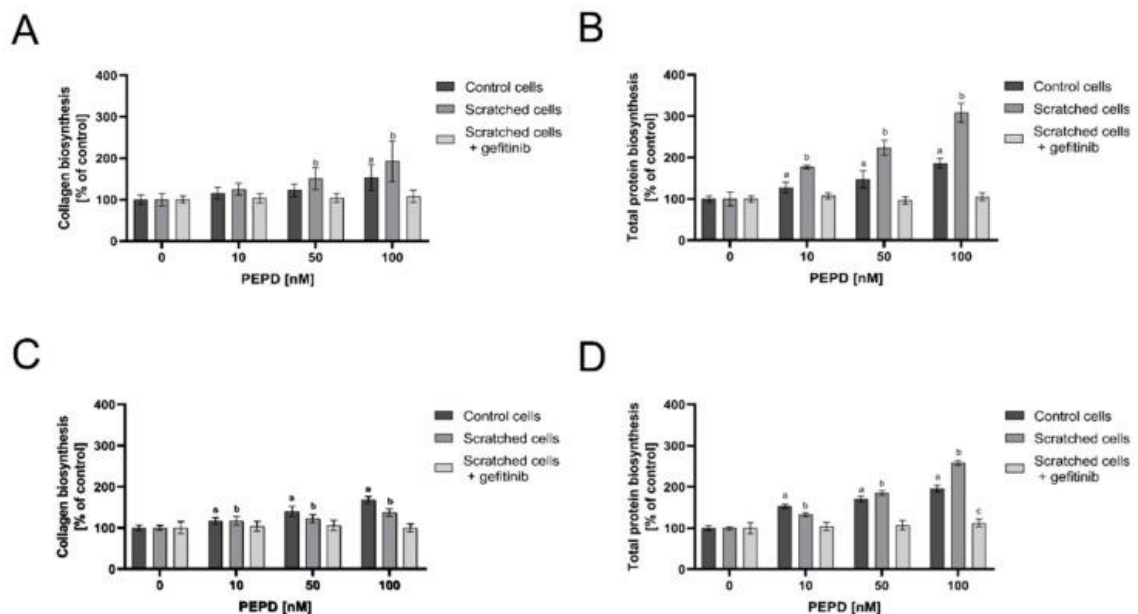 A
Collagen biosynthesis
[% of control]
400
300
200
100
0
a
b
b
0
10
50
100
PEPD [nM]
Control cells
Scratched cells
Scratched cells
+ gefitinib
B
Total protein biosynthesis
[% of control]
400
300
200
100
0
a
b
a
b
a
b
0
10
50
100
PEPD [nM]
Control cells
Scratched cells
Scratched cells
+ gefitinib
C
Collagen biosynthesis
[% of control]
400
300
200
100
0
a
b
a
b
a
b
0
10
50
100
PEPD [nM]
Control cells
Scratched cells
Scratched cells
+ gefitinib
D
Total protein biosynthesis
[% of control]
400
300
200
100
0
a
b
a
b
a
b
c
0
10
50
100
PEPD [nM]
Control cells
Scratched cells
Scratched cells
+ gefitinib